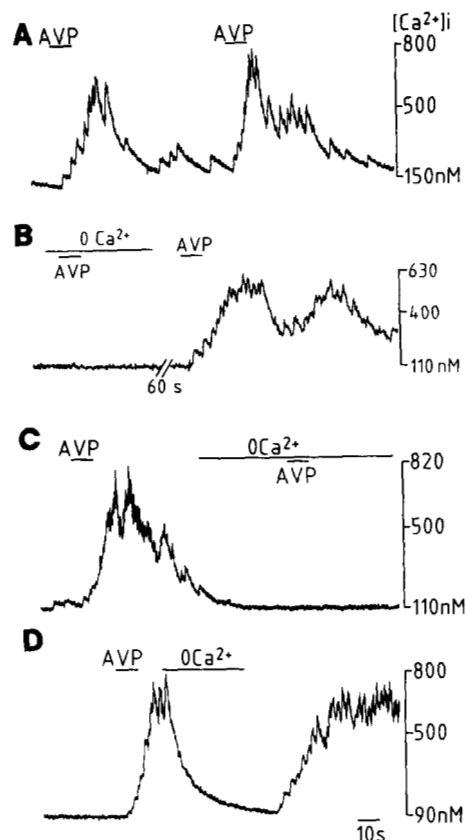 A
AVP
AVP
[Ca²⁺]i
800
500
150nM
B
0 Ca²⁺
AVP
AVP
630
400
110 nM
60 s
C
AVP
0Ca²⁺
AVP
820
500
110nM
D
AVP
0Ca²⁺
800
500
90nM
10s